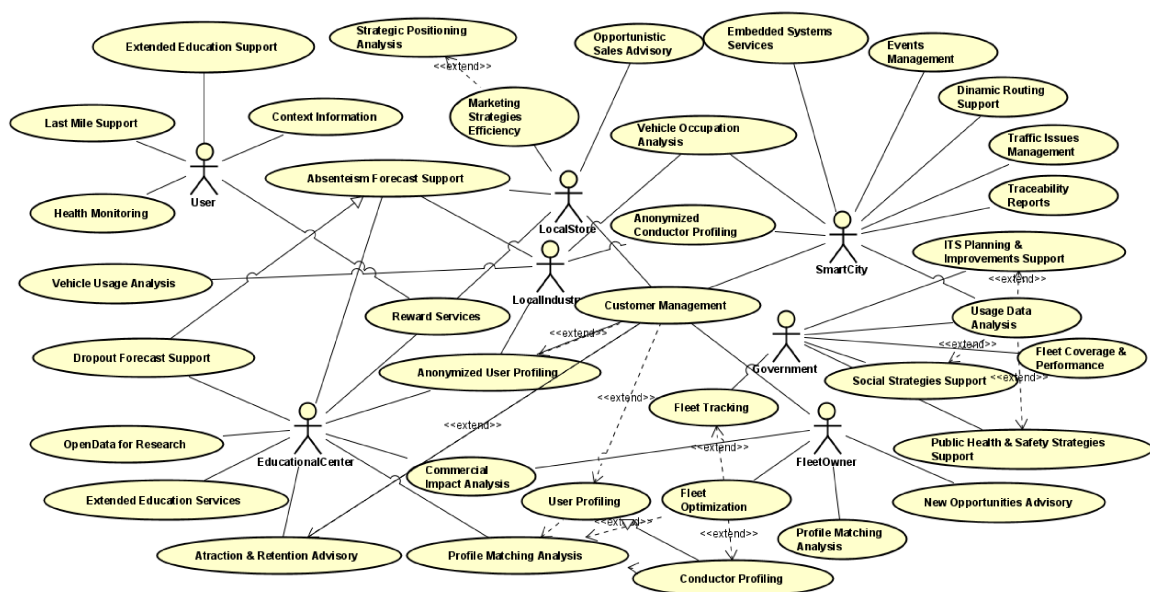 Extended Education Support
Strategic Positioning
Analysis
Opportunistic
Sales Advisory
Embedded Systems
Services
Events
Management
<<extend>>
Dinamic Routing
Support
Last Mile Support
Context Information
Marketing
Strategies
Efficiency
Vehicle Occupation
Analysis
Traffic Issues
Management
Absenteism Forecast Support
User
Health Monitoring
LocalStore
Anonymized
Conductor Profiling
Traceability
Reports
SmartCity
ITS Planning &
Improvements Support
Vehicle Usage Analysis
LocalIndustry
<<extend>>
Customer Management
Reward Services
Usage Data
Analysis
<<extend>>
<<extend>>
Dropout Forecast Support
Anonymized User Profiling
Government
Fleet Coverage &
Performance
Social Strategies Support
<<extend>>
Fleet Tracking
<<extend>>
OpenData for Research
EducationalCenter
FleetOwner
Public Health & Safety Strategies
Support
Commercial
Impact Analysis
Extended Education Services
User Profiling
Fleet
Optimization
New Opportunities Advisory
<<extend>>
<<extend>>
Profile Matching
Analysis
Atraction & Retention Advisory
Profile Matching Analysis
Conductor Profiling